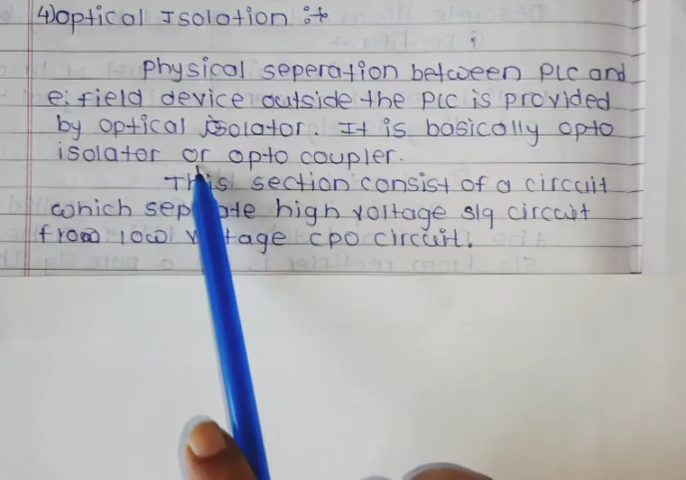 4) Optical Isolation :-
Physical seperation between PLC and
e: field device outside the PLC is provided
by optical isolator. It is basically opto
isolator or opto coupler.
This section consist of a circuit
which high voltage sig circuit
from low cpo circuit.